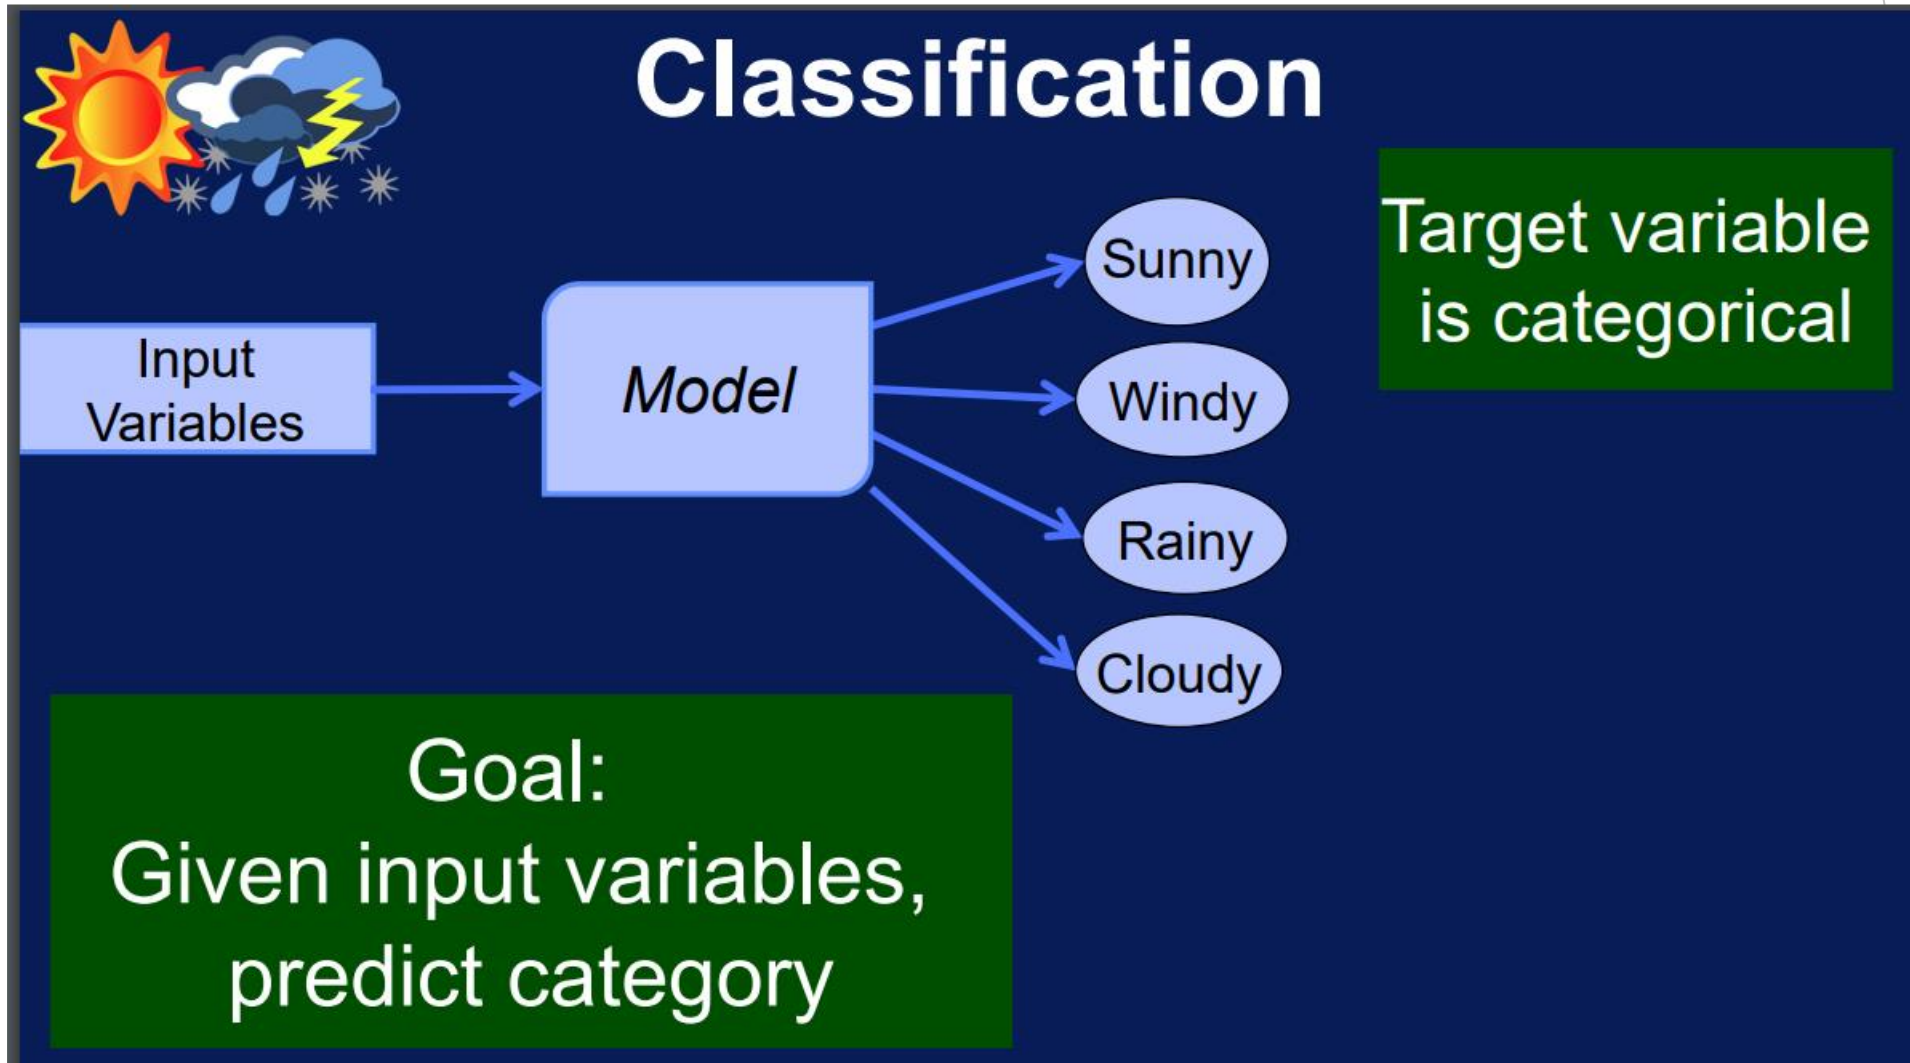 Classification
Target variable
is categorical
Input
Variables
Model
Sunny
Windy
Rainy
Cloudy
Goal:
Given input variables,
predict category